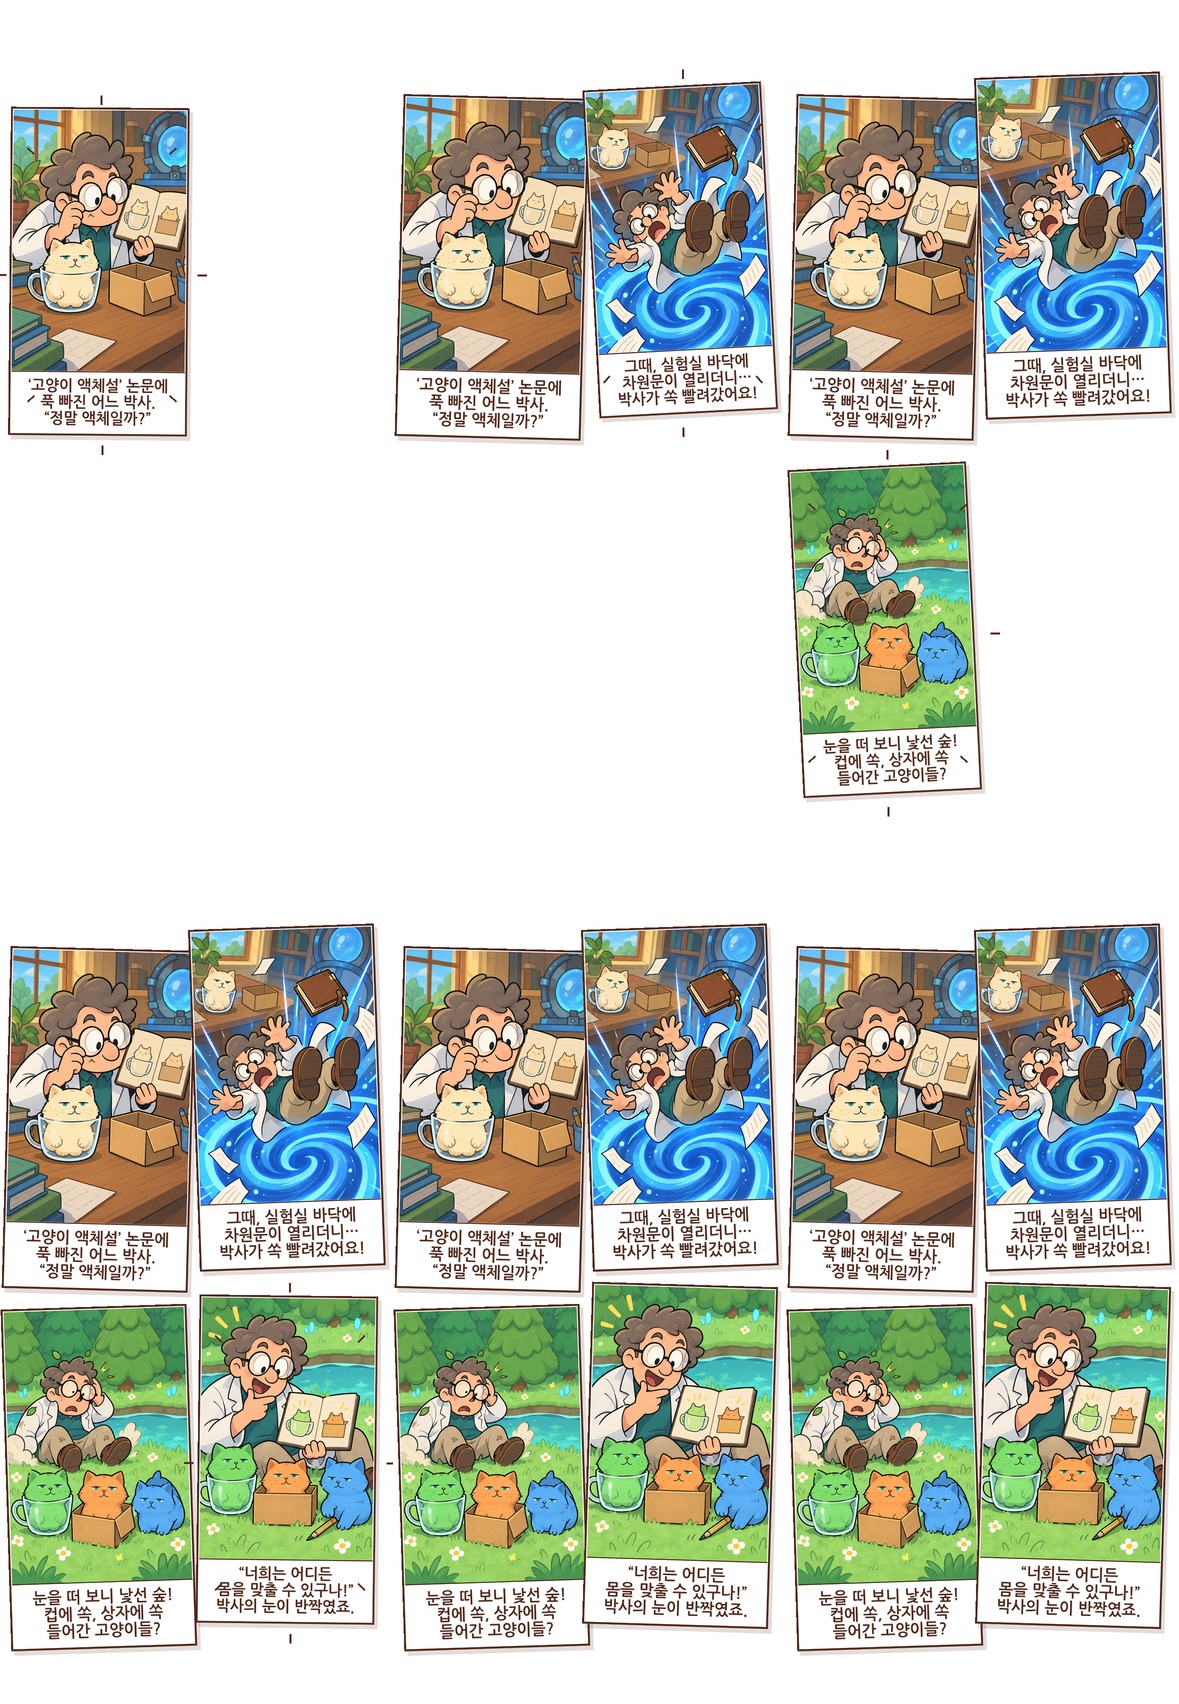 ‘고양이 액체설’ 논문에
푹 빠진 어느 박사.
“정말 액체일까?”
‘고양이 액체설’ 논문에
푹 빠진 어느 박사.
“정말 액체일까?”
그때, 실험실 바닥에
차원문이 열리더니…
박사가 쏙 빨려갔어요!
‘고양이 액체설’ 논문에
푹 빠진 어느 박사.
“정말 액체일까?”
그때, 실험실 바닥에
차원문이 열리더니…
박사가 쏙 빨려갔어요!
눈을 떠 보니 낯선 숲!
컵에 쏙, 상자에 쏙
들어간 고양이들?
‘고양이 액체설’ 논문에
푹 빠진 어느 박사.
“정말 액체일까?”
그때, 실험실 바닥에
차원문이 열리더니…
박사가 쏙 빨려갔어요!
눈을 떠 보니 낯선 숲!
컵에 쏙, 상자에 쏙
들어간 고양이들?
“너희는 어디든
몸을 맞출 수 있구나!”
박사의 눈이 반짝였죠.
‘고양이 액체설’ 논문에
푹 빠진 어느 박사.
“정말 액체일까?”
그때, 실험실 바닥에
차원문이 열리더니…
박사가 쏙 빨려갔어요!
눈을 떠 보니 낯선 숲!
컵에 쏙, 상자에 쏙
들어간 고양이들?
“너희는 어디든
몸을 맞출 수 있구나!”
박사의 눈이 반짝였죠.
‘고양이 액체설’ 논문에
푹 빠진 어느 박사.
“정말 액체일까?”
그때, 실험실 바닥에
차원문이 열리더니…
박사가 쏙 빨려갔어요!
눈을 떠 보니 낯선 숲!
컵에 쏙, 상자에 쏙
들어간 고양이들?
“너희는 어디든
몸을 맞출 수 있구나!”
박사의 눈이 반짝였죠.